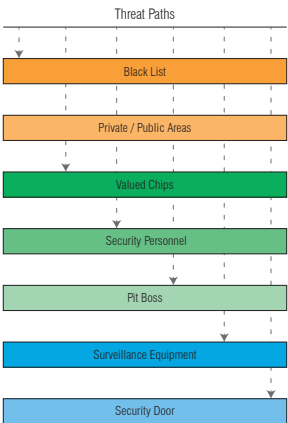 Threat Paths
Black List
Private / Public Areas
Valued Chips
Security Personnel
Pit Boss
Surveillance Equipment
Security Door